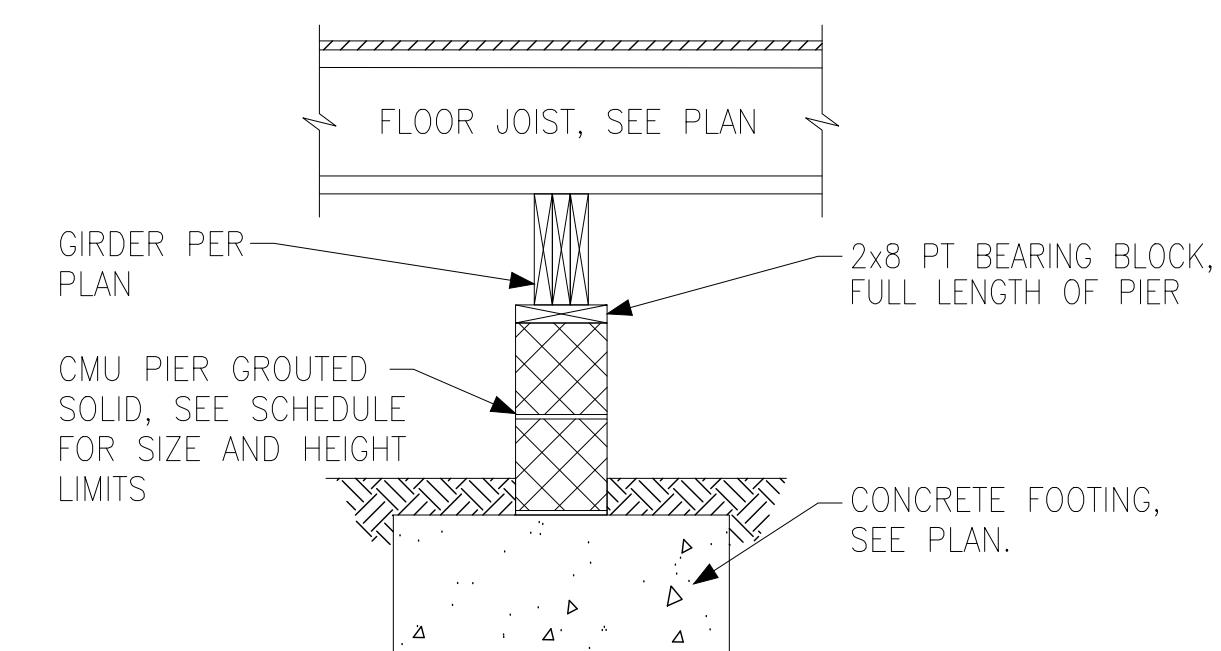 FLOOR JOIST, SEE PLAN
GIRDER PER
PLAN
2x8 PT BEARING BLOCK,
FULL LENGTH OF PIER
CMU PIER GROUTED
SOLID, SEE SCHEDULE
FOR SIZE AND HEIGHT
LIMITS
CONCRETE FOOTING,
SEE PLAN.